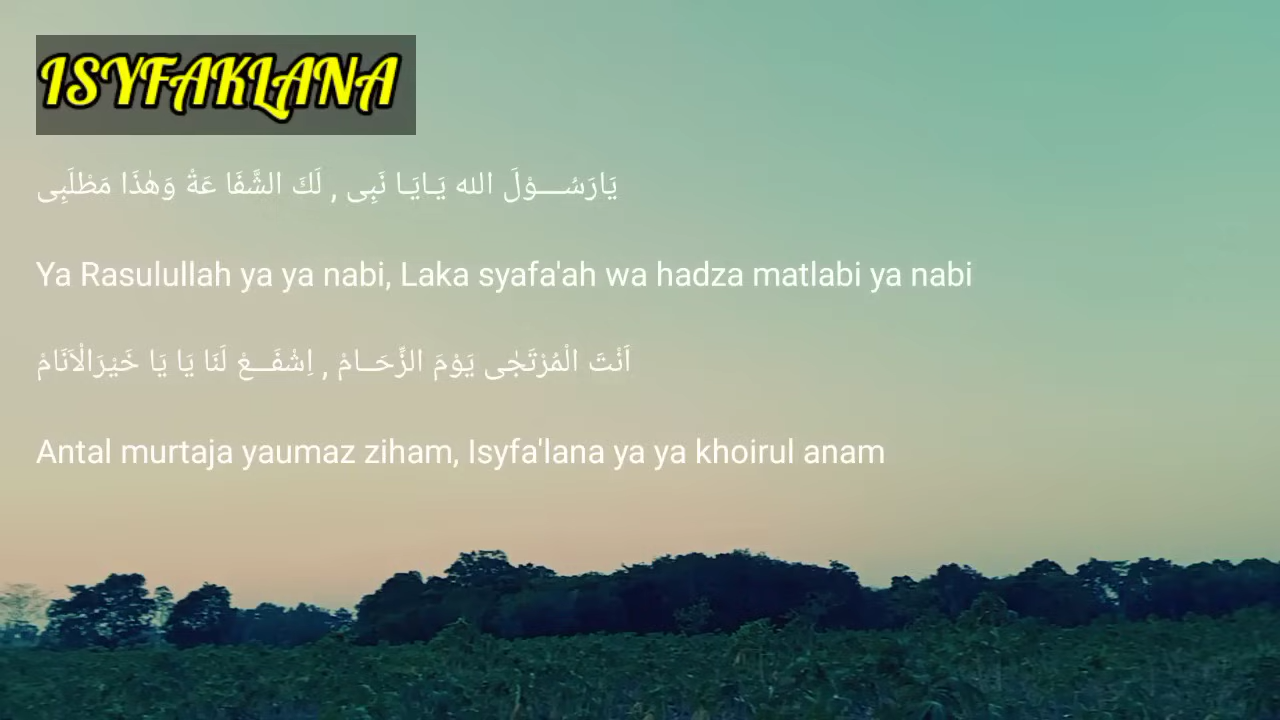 ISYFAKLANA
يَارَسُـــوْلَ الله يَـايَـا نَبِى , لَكَ الشَّفَا عَةْ وَهٰذَا مَطْلَبِى
Ya Rasulullah ya ya nabi, Laka syafa'ah wa hadza matlabi ya nabi
اَنْتَ الْمُرْتَجٰى يَوْمَ الزِّحَـامْ , اِشْفَــعْ لَنَا يَا يَا خَيْرَالْاَنَامْ
Antal murtaja yaumaz ziham, Isyfa'lana ya ya khoirul anam